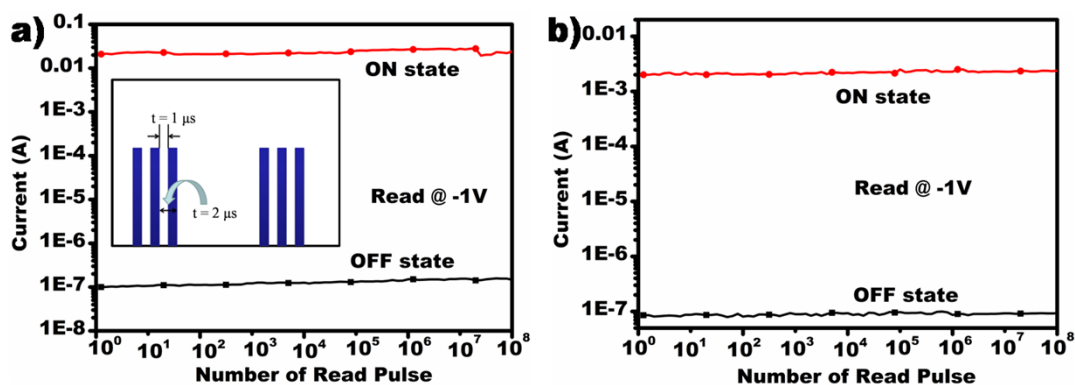 a)
0.1
0.01
1E-3
1E-4
1E-5
1E-6
1E-7
1E-8
Current (A)
ON state
t = 1 µs
t = 2 µs
Read @ -1V
OFF state
10^0 10^1 10^2 10^3 10^4 10^5 10^6 10^7 10^8
Number of Read Pulse
b)
0.01
1E-3
1E-4
1E-5
1E-6
1E-7
Current (A)
ON state
Read @ -1V
OFF state
10^0 10^1 10^2 10^3 10^4 10^5 10^6 10^7 10^8
Number of Read Pulse